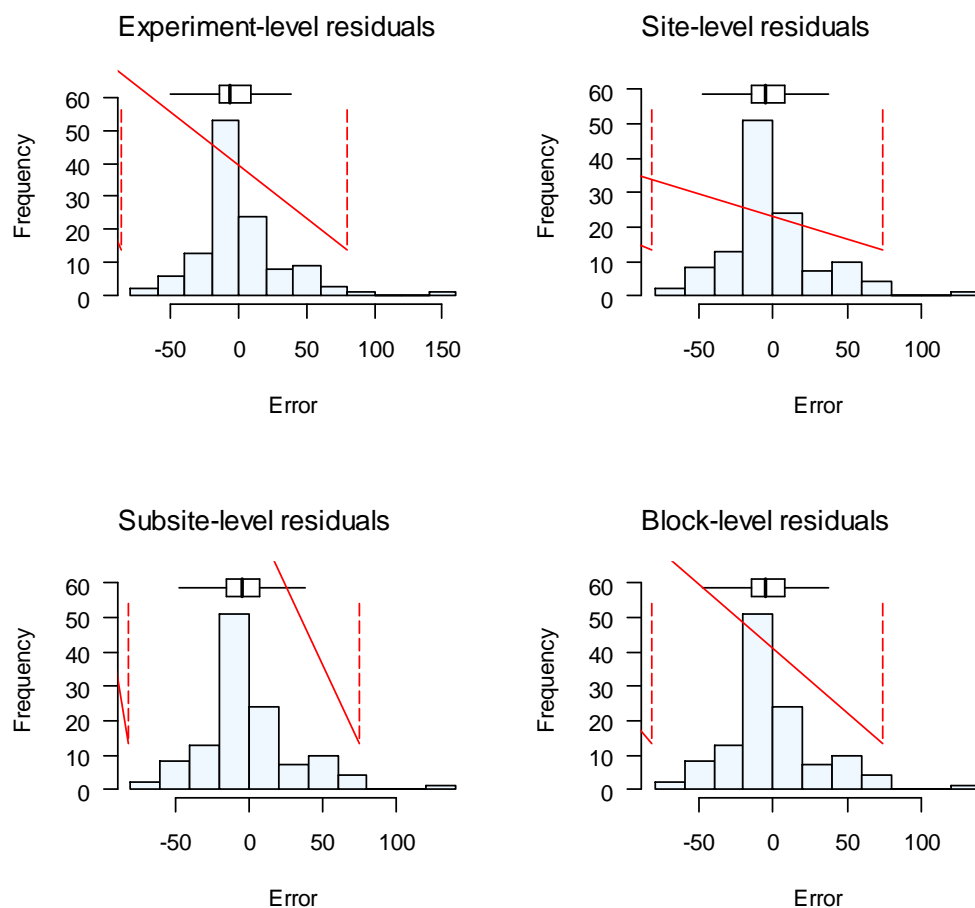 Experiment-level residuals
Frequency
60
50
40
30
20
10
0
-50 0 50 100 150
Error
Site-level residuals
Frequency
60
50
40
30
20
10
0
-50 0 50 100
Error
Subsite-level residuals
Frequency
60
50
40
30
20
10
0
-50 0 50 100
Error
Block-level residuals
Frequency
60
50
40
30
20
10
0
-50 0 50 100
Error